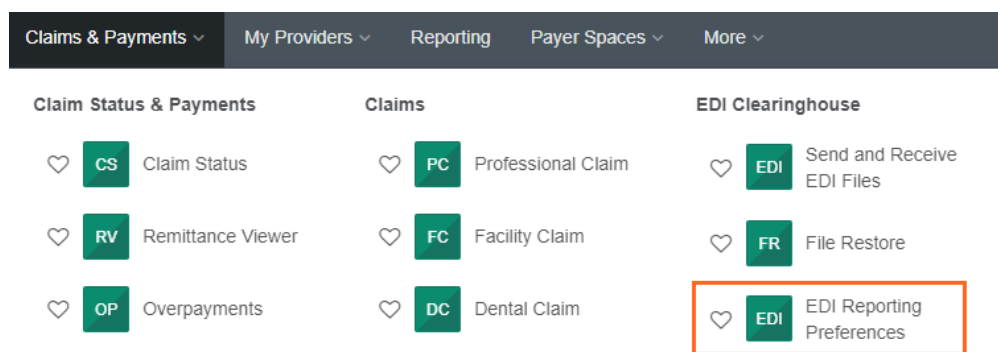 Claims & Payments My Providers Reporting Payer Spaces More
Claim Status & Payments
CS Claim Status
RV Remittance Viewer
OP Overpayments
Claims
PC Professional Claim
FC Facility Claim
DC Dental Claim
EDI Clearinghouse
EDI Send and Receive
EDI Files
FR File Restore
EDI EDI Reporting
Preferences